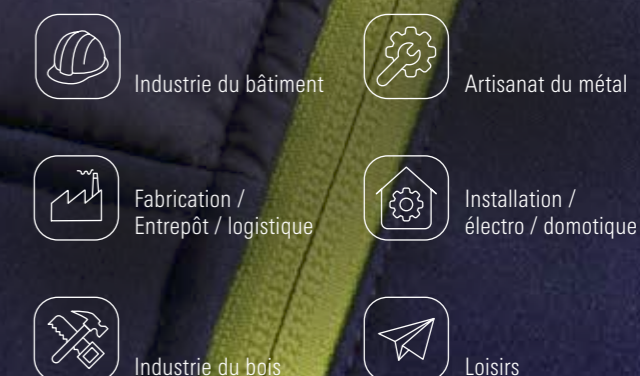 Industrie du bâtiment
Artisanat du métal
Fabrication /
Entrepôt / logistique
Installation /
électro / domotique
Industrie du bois
Loisirs